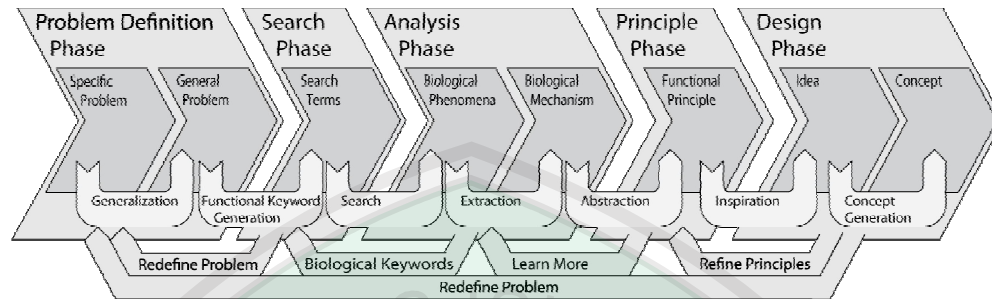 Problem Definition
Phase
Search
Phase
Analysis
Phase
Principle
Phase
Design
Phase
Specific
Problem
General
Problem
Search
Terms
Biological
Phenomena
Biological
Mechanism
Functional
Principle
Idea
Concept
Generalization
Functional Keyword
Generation
Search
Extraction
Abstraction
Inspiration
Concept
Generation
Redefine Problem
Biological Keywords
Learn More
Refine Principles
Redefine Problem